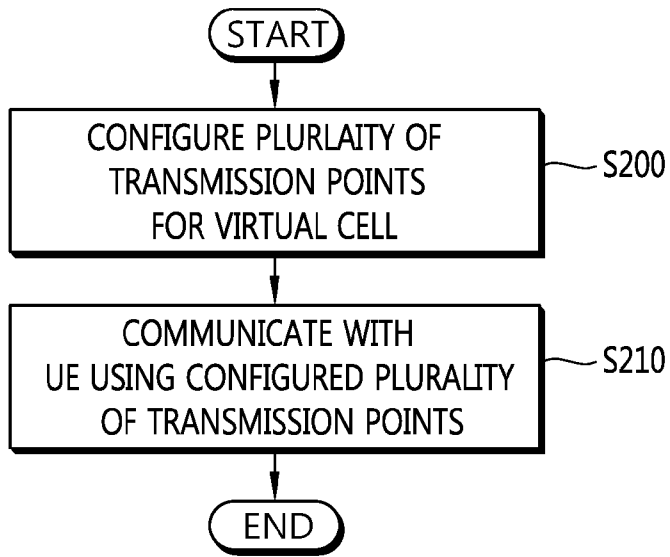 START
CONFIGURE PLURLAITY OF
TRANSMISSION POINTS
FOR VIRTUAL CELL
S200
COMMUNICATE WITH
UE USING CONFIGURED PLURALITY
OF TRANSMISSION POINTS
S210
END